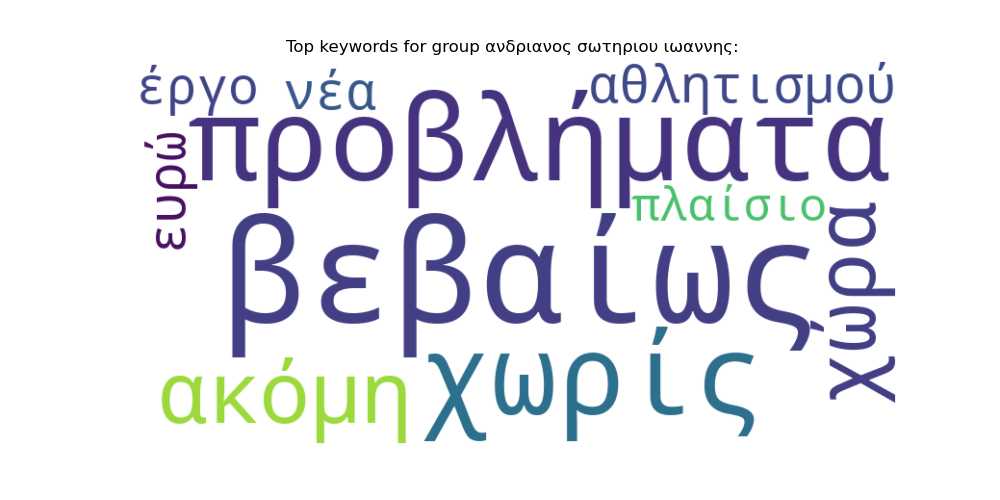 Top keywords for group ανδριανος σωτηριου ιωαννης:
έργο νέα αθλητισμού
προβλήματα
ευρώ
πλαίσιο
βεβαίως
χώρα
ακόμη χωρίς